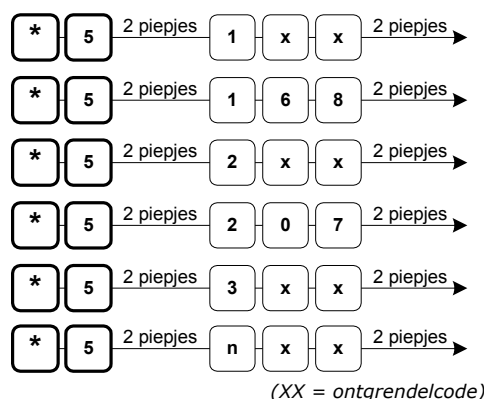 * 5 2 piepjes 1 x x 2 piepjes
* 5 2 piepjes 1 6 8 2 piepjes
* 5 2 piepjes 2 x x 2 piepjes
* 5 2 piepjes 2 0 7 2 piepjes
* 5 2 piepjes 3 x x 2 piepjes
* 5 2 piepjes n x x 2 piepjes
(XX = ontgrendelcode)